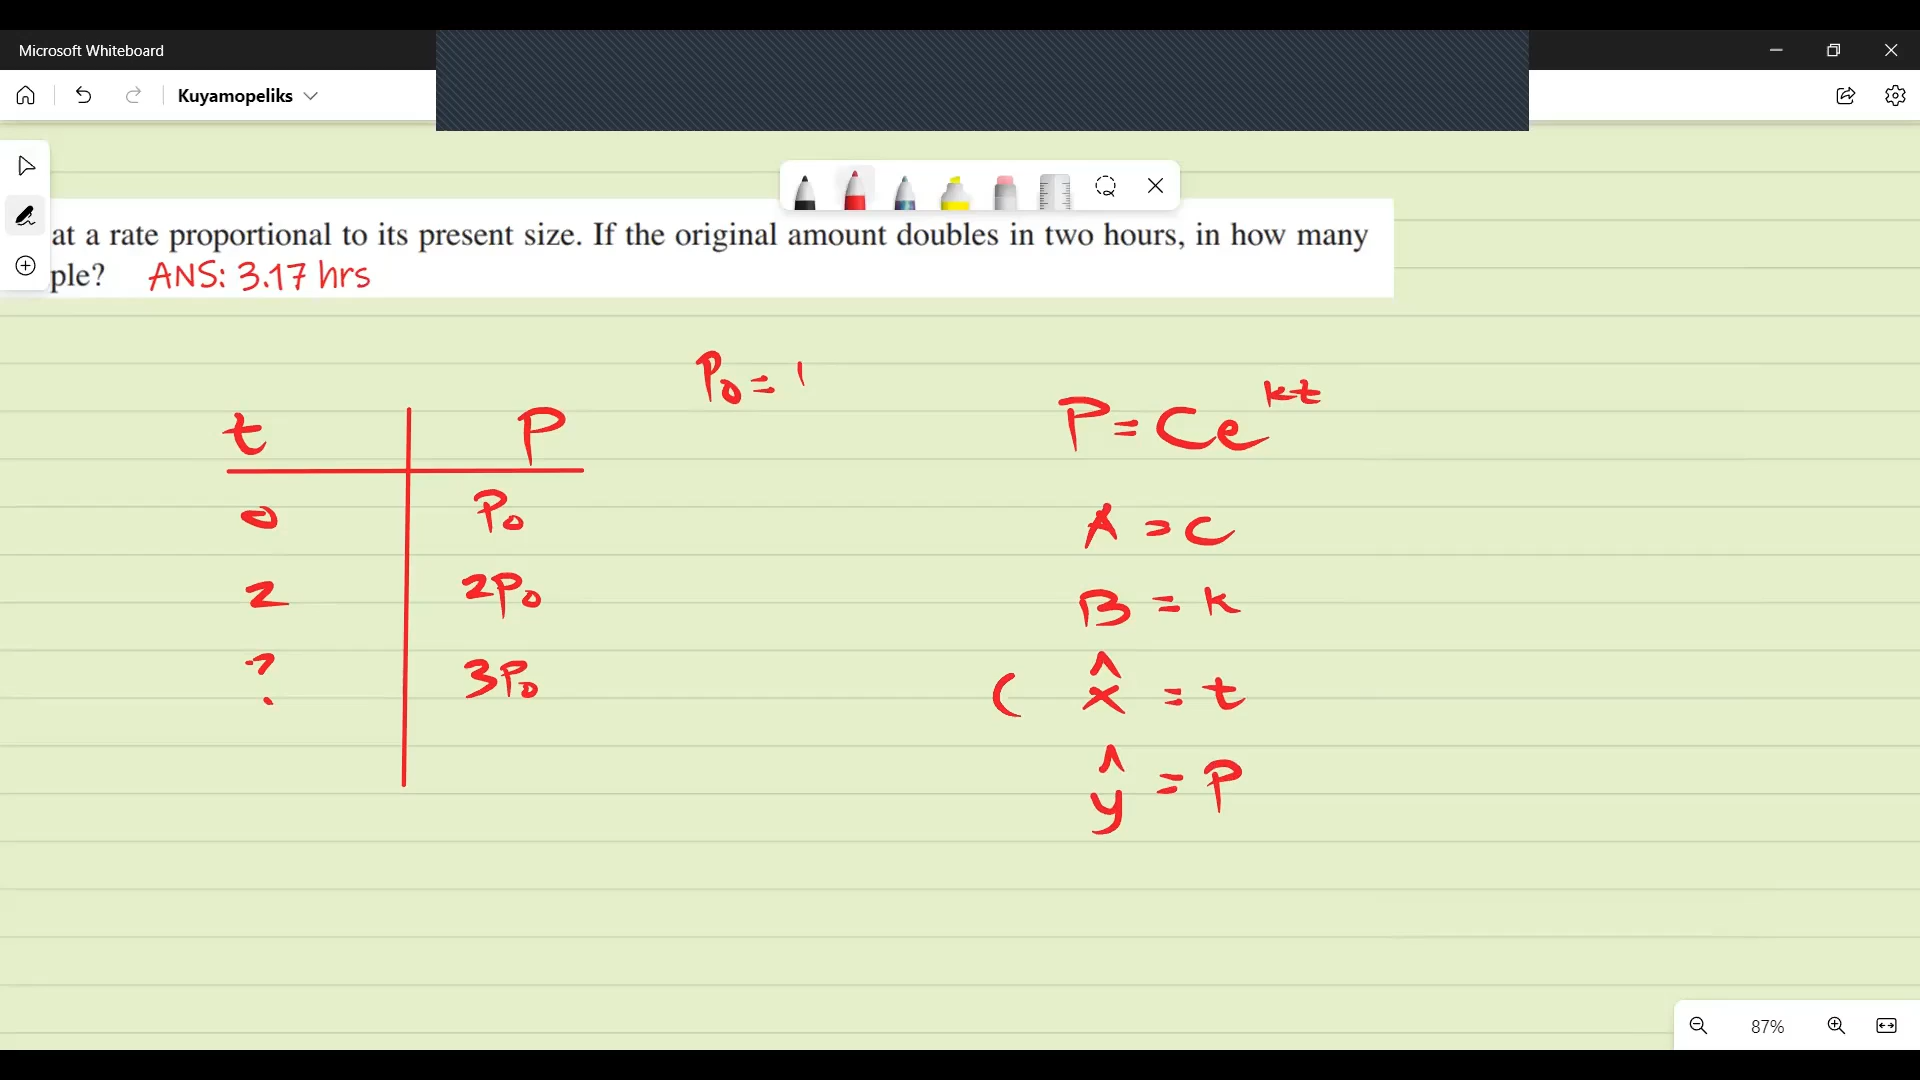 Microsoft Whiteboard
Kuyamopeliks
at a rate proportional to its present size. If the original amount doubles in two hours, in how many
ple? ANS: 3.17 hrs
P₀ = 1
t P
0 P₀
2 2P₀
? 3P₀
P = Ce^kt
A = C
B = k
( x̂ = t
ŷ = P
87%